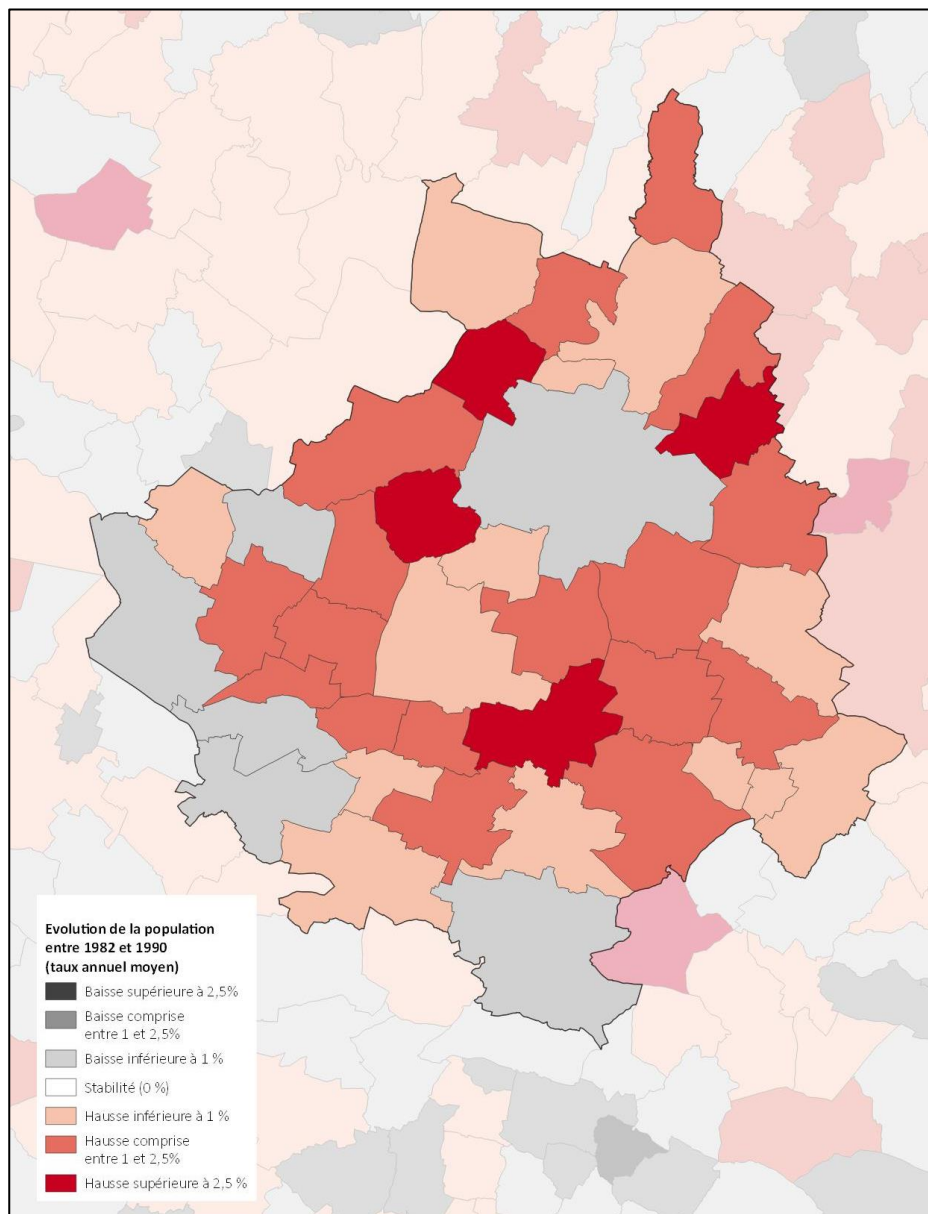 Evolution de la population
entre 1982 et 1990
(taux annuel moyen)
Baisse supérieure à 2,5%
Baisse comprise
entre 1 et 2,5%
Baisse inférieure à 1 %
Stabilité (0 %)
Hausse inférieure à 1 %
Hausse comprise
entre 1 et 2,5%
Hausse supérieure à 2,5 %